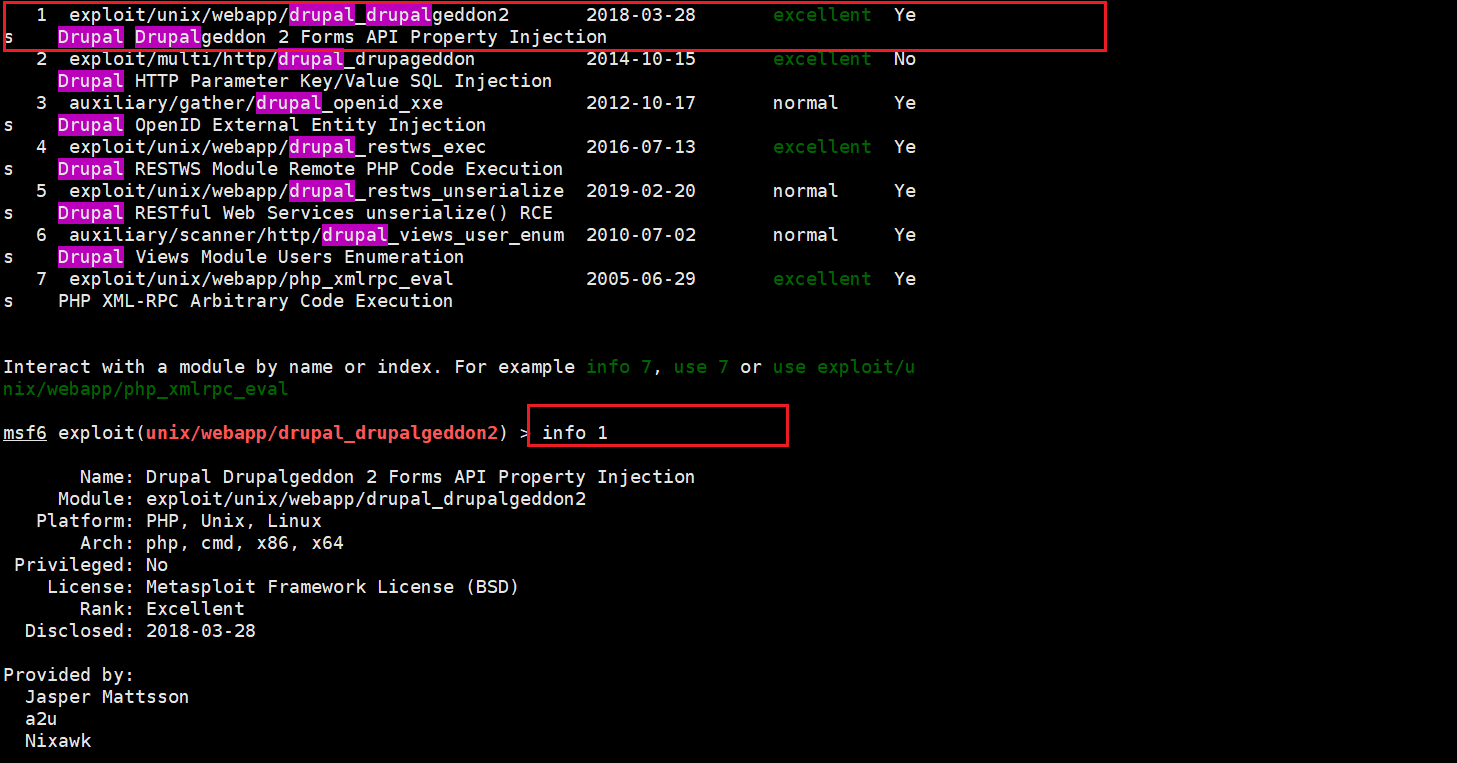 1  exploit/unix/webapp/drupal_drupalgeddon2       2018-03-28       excellent  Ye
s    Drupal Drupalgeddon 2 Forms API Property Injection
2  exploit/multi/http/drupal_drupageddon          2014-10-15       excellent  No
     Drupal HTTP Parameter Key/Value SQL Injection
3  auxiliary/gather/drupal_openid_xxe             2012-10-17       normal     Ye
s    Drupal OpenID External Entity Injection
4  exploit/unix/webapp/drupal_restws_exec         2016-07-13       excellent  Ye
s    Drupal RESTWS Module Remote PHP Code Execution
5  exploit/unix/webapp/drupal_restws_unserialize  2019-02-20       normal     Ye
s    Drupal RESTful Web Services unserialize() RCE
6  auxiliary/scanner/http/drupal_views_user_enum  2010-07-02       normal     Ye
s    Drupal Views Module Users Enumeration
7  exploit/unix/webapp/php_xmlrpc_eval            2005-06-29       excellent  Ye
s    PHP XML-RPC Arbitrary Code Execution
Interact with a module by name or index. For example info 7, use 7 or use exploit/u
nix/webapp/php_xmlrpc_eval
msf6 exploit(unix/webapp/drupal_drupalgeddon2) > info 1
Name: Drupal Drupalgeddon 2 Forms API Property Injection
Module: exploit/unix/webapp/drupal_drupalgeddon2
Platform: PHP, Unix, Linux
Arch: php, cmd, x86, x64
Privileged: No
License: Metasploit Framework License (BSD)
Rank: Excellent
Disclosed: 2018-03-28
Provided by:
Jasper Mattsson
a2u
Nixawk